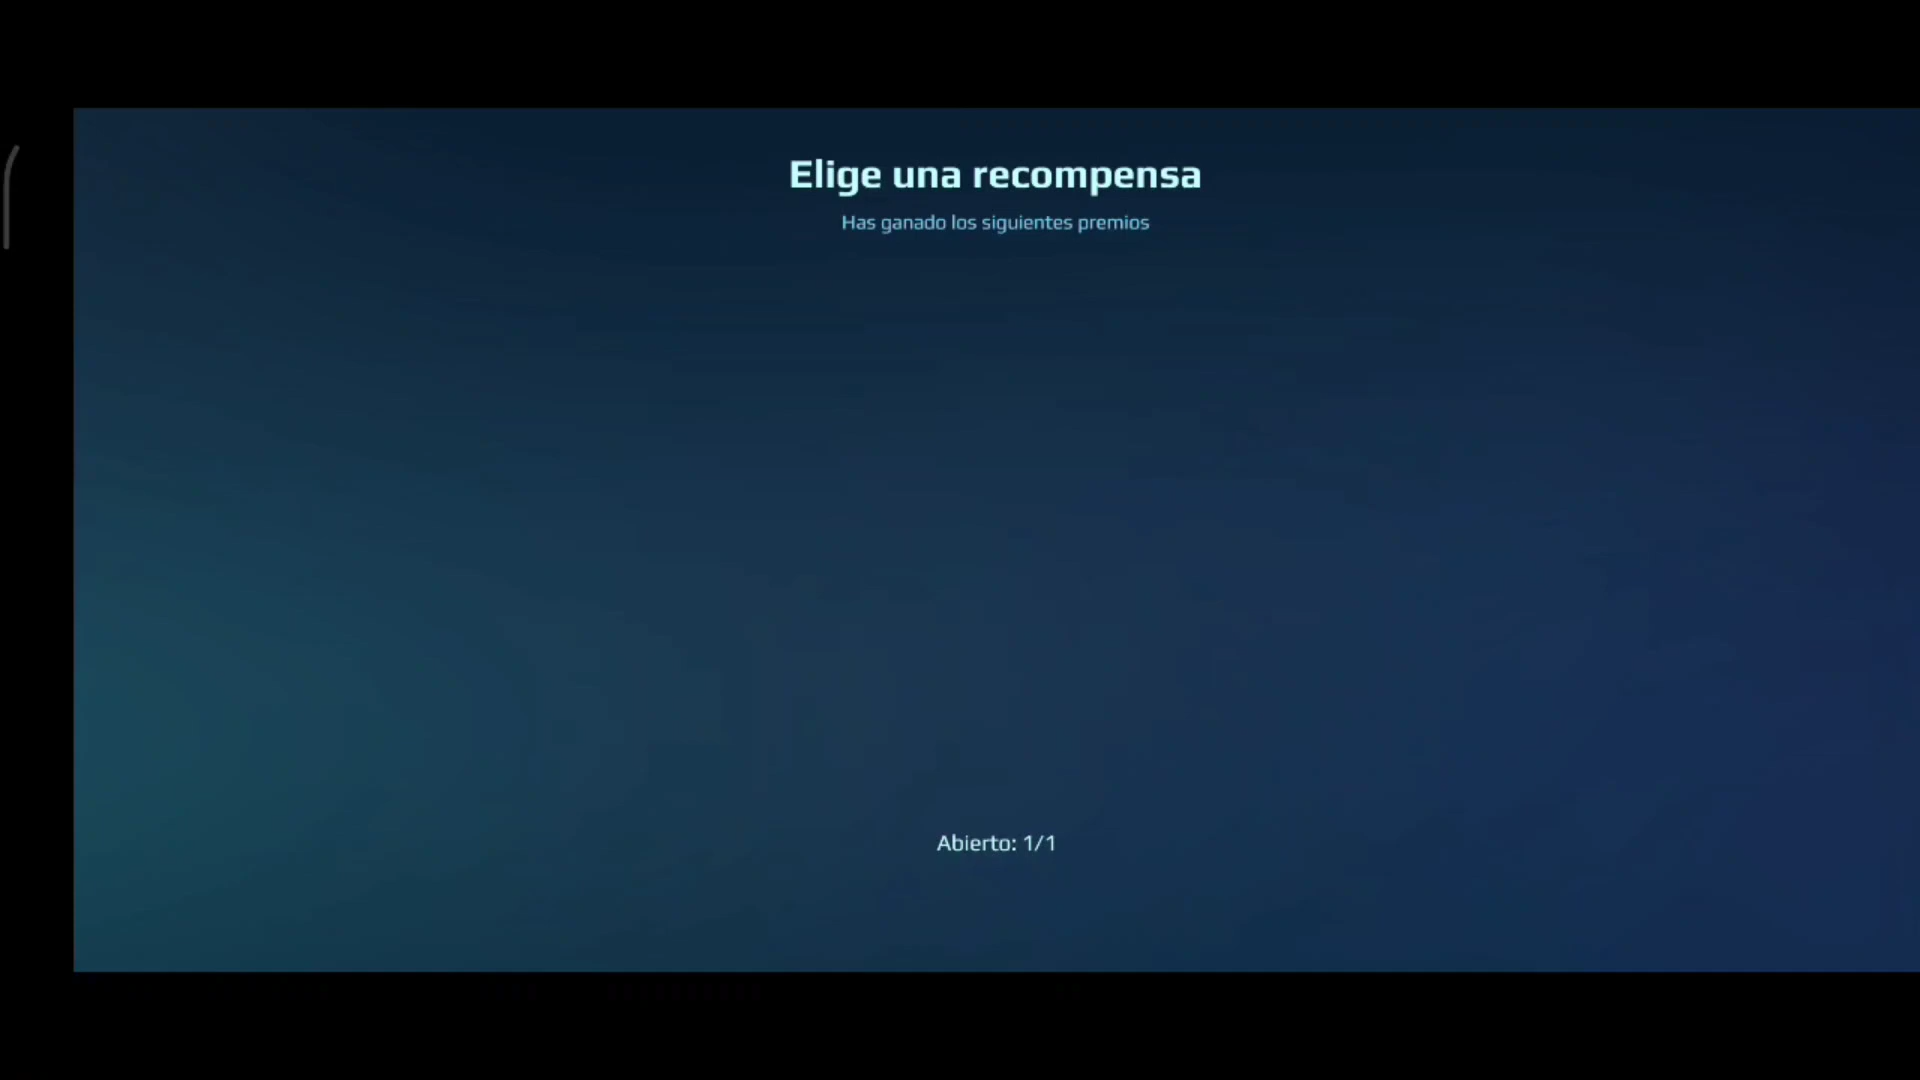 Elige una recompensa
Has ganado los siguientes premios
Abierto: 1/1